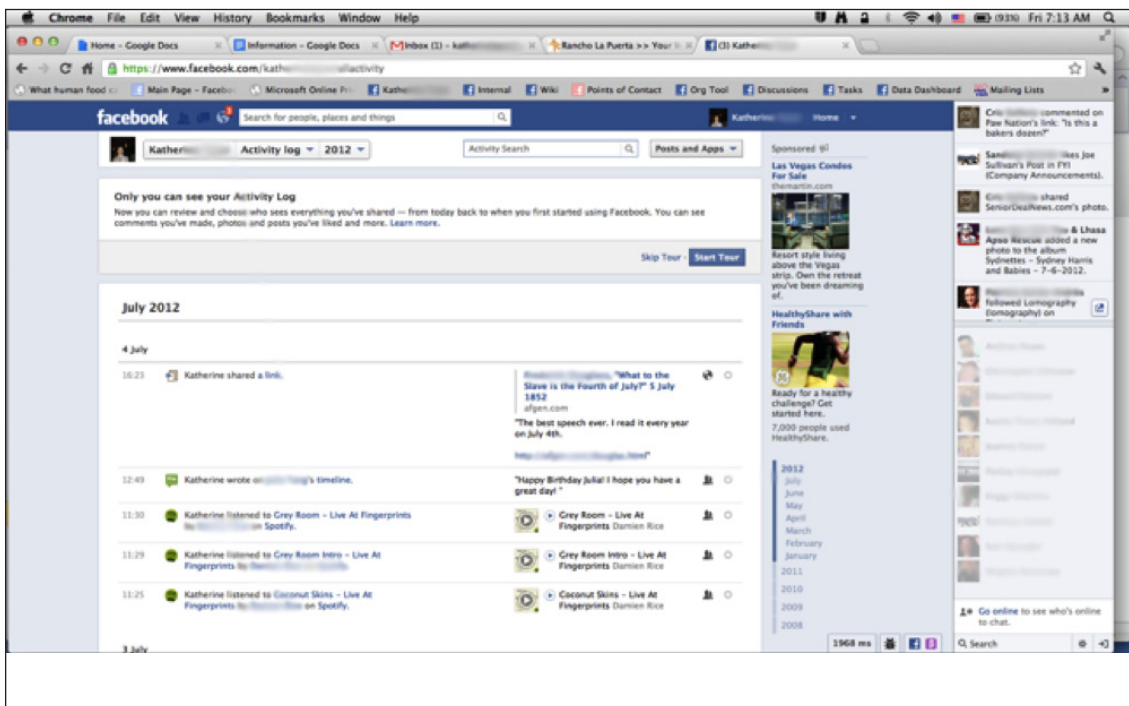 Chrome File Edit View History Bookmarks Window Help
(93%) Fri 7:13 AM
Home - Google Docs
Information - Google Docs
Inbox (1) -
Rancho La Puerta >> Your
(3) Kathe
https://www.facebook.com/kath
activity
What human food
Main Page - Facebo
Microsoft Online
Kathe
Internal
Wiki
Points of Contact
Org Tool
Discussions
Tasks
Data Dashboard
Mailing Lists
»
facebook
3
Search for people, places and things
Katherin
Home
Kather
Activity log
2012
Activity Search
Posts and Apps
Only you can see your Activity Log
Now you can review and choose who sees everything you've shared — from today back to when you first started using Facebook. You can see
comments you've made, photos and posts you've liked and more. Learn more.
Skip Tour · Start Tour
July 2012
4 July
16:23 Katherine shared a link.
"What to the
Slave is the Fourth of July?" 5 July
1852
afgen.com
"The best speech ever. I read it every year
on July 4th.
12:49 Katherine wrote on 's timeline.
"Happy Birthday Julia! I hope you have a
great day! "
11:30 Katherine listened to Grey Room - Live At Fingerprints
by on Spotify.
Grey Room - Live At
Fingerprints Damien Rice
11:29 Katherine listened to Grey Room Intro - Live At
Fingerprints by
Grey Room Intro - Live At
Fingerprints Damien Rice
11:25 Katherine listened to Coconut Skins - Live At
Fingerprints by on Spotify.
Coconut Skins - Live At
Fingerprints Damien Rice
3 July
Sponsored
Las Vegas Condos
For Sale
themartin.com
Resort style living
above the Vegas
strip. Own the retreat
you've been dreaming
of.
HealthyShare with
Friends
Ready for a healthy
challenge? Get
started here.
7,000 people used
HealthyShare.
2012
July
June
May
April
March
February
January
2011
2010
2009
2008
1968 ms
commented on
Paw Nation's link: "Is this a
bakers dozen?"
likes Joe
Sullivan's Post in FYI
(Company Announcements).
shared
SeniorDealNews.com's photo.
& Lhasa
Apso Rescue added a new
photo to the album
Sydnettes - Sydney Harris
and Babies - 7-6-2012.
followed Lomography
(lomography) on
Go online to see who's online
to chat.
Search